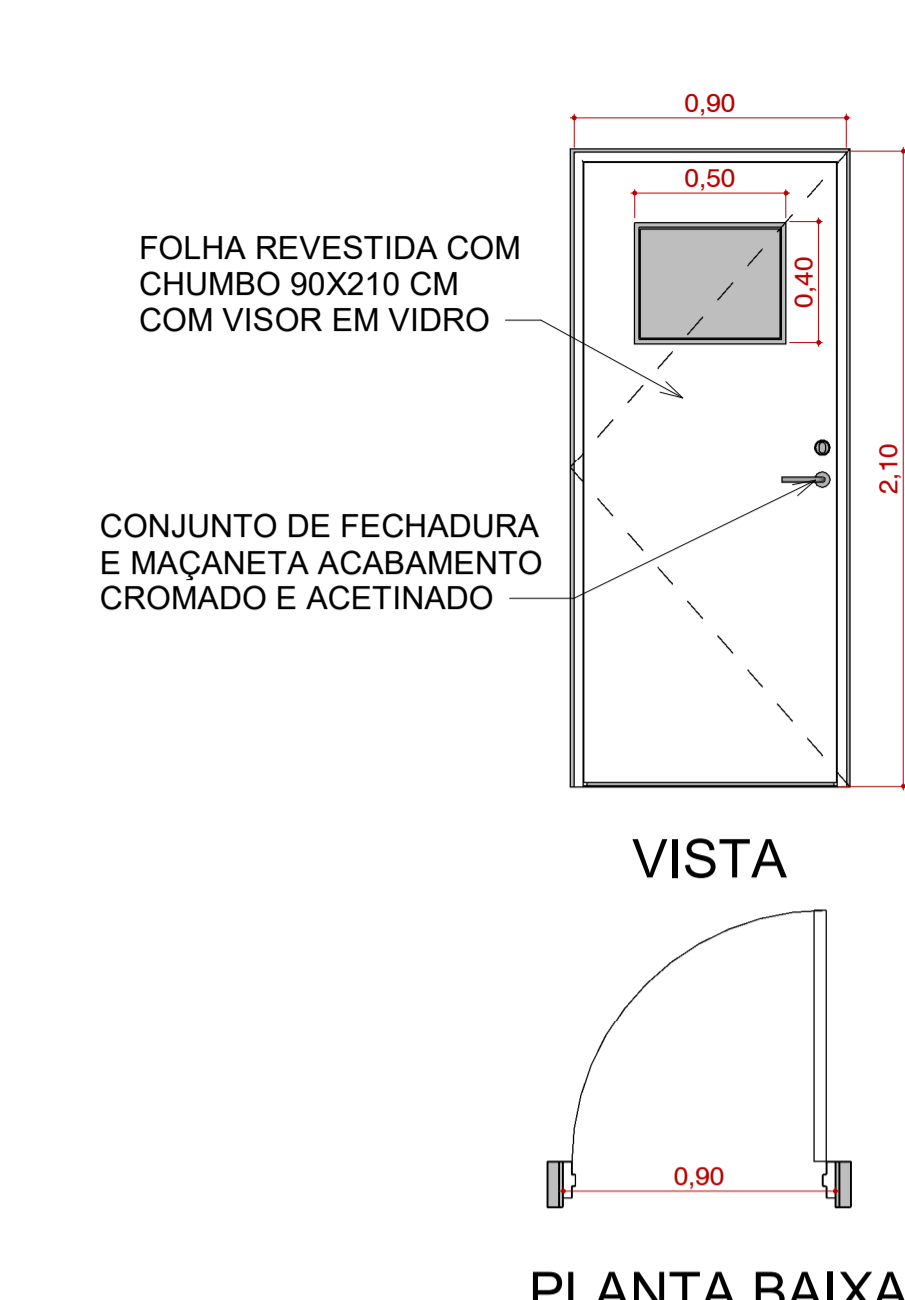 0,90
0,50
FOLHA REVESTIDA COM
CHUMBO 90X210 CM
COM VISOR EM VIDRO
0,40
2,10
CONJUNTO DE FECHADURA
E MAÇANETA ACABAMENTO
CROMADO E ACETINADO
VISTA
0,90
PLANTA BAIXA